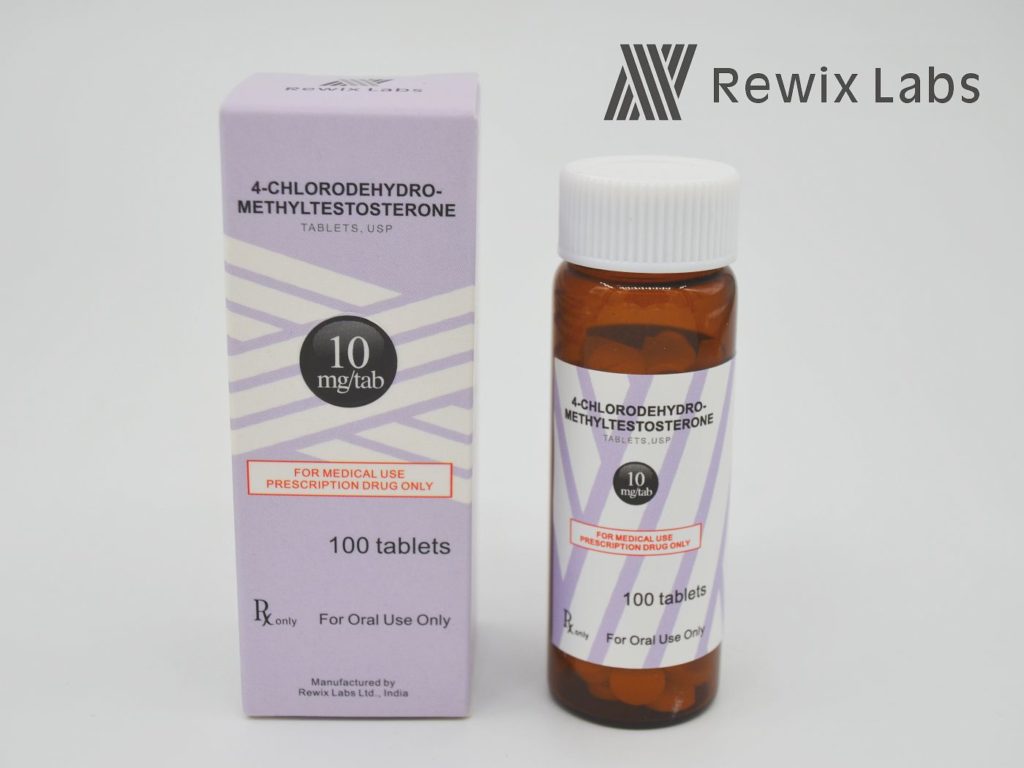 Rewix Labs
Rewix Labs
4-CHLORODEHYDRO-
METHYLTESTOSTERONE
TABLETS, USP
10
mg/tab
FOR MEDICAL USE
PRESCRIPTION DRUG ONLY
100 tablets
Rx only
For Oral Use Only
Manufactured by
Rewix Labs Ltd., India
4-CHLORODEHYDRO-
METHYLTESTOSTERONE
TABLETS,USP
10
mg/tab
FOR MEDICAL USE
PRESCRIPTION DRUG ONLY
100 tablets
Rx only
For Oral Use Only